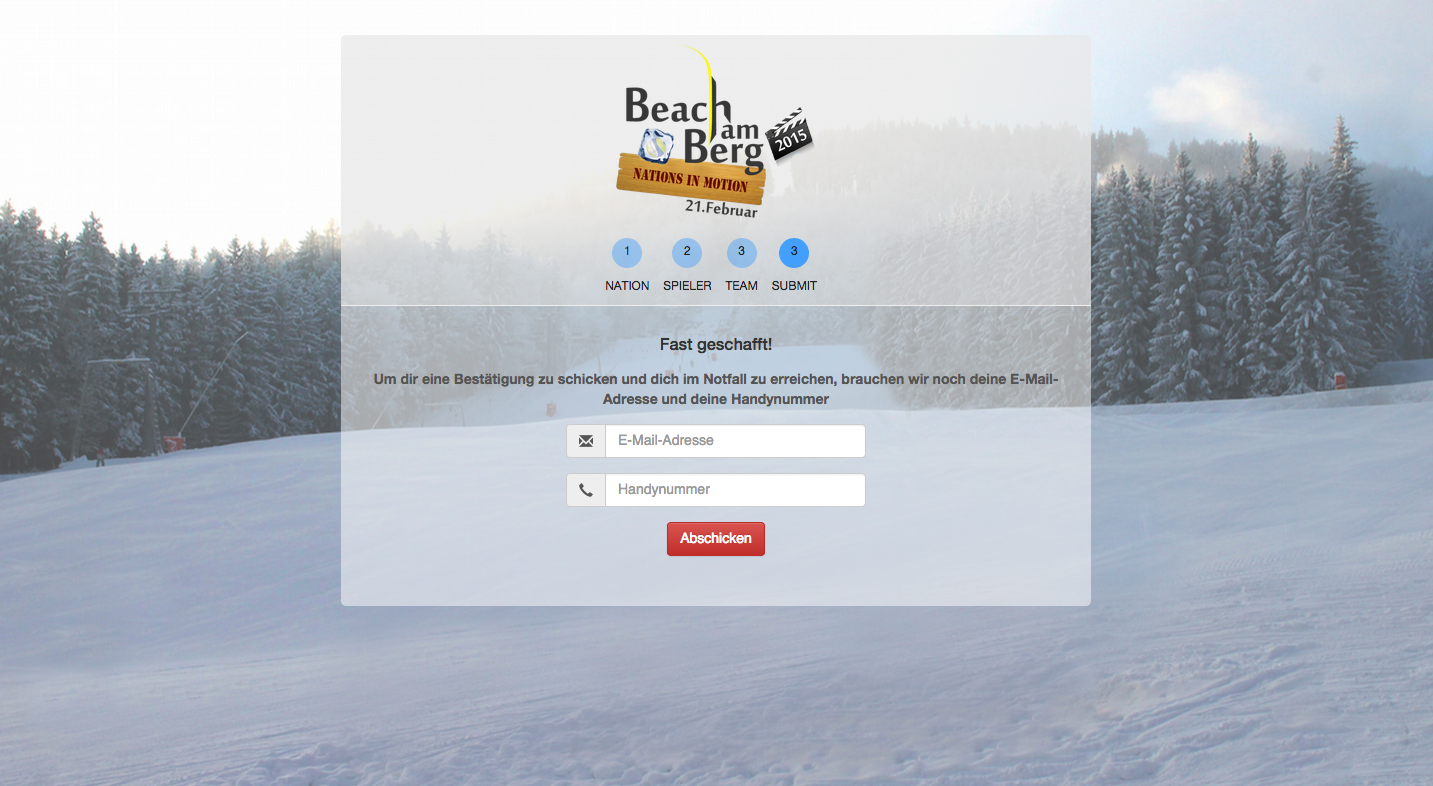 Beach
am
Berg
2015
NATIONS IN MOTION
21.Februar
1 2 3 3
NATION SPIELER TEAM SUBMIT
Fast geschafft!
Um dir eine Bestätigung zu schicken und dich im Notfall zu erreichen, brauchen wir noch deine E-Mail-
Adresse und deine Handynummer
E-Mail-Adresse
Handynummer
Abschicken